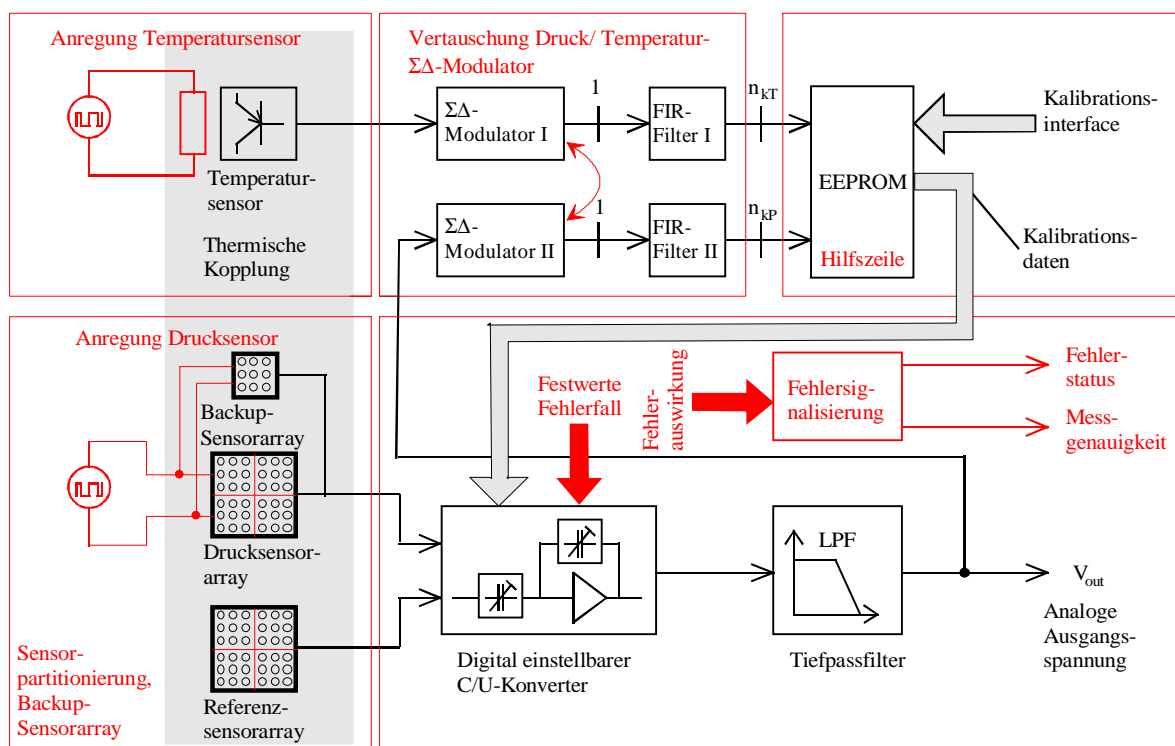 Anregung Temperatursensor
Temperatur-
sensor
Thermische
Kopplung
Vertauschung Druck/ Temperatur-
ΣΔ-Modulator
ΣΔ-
Modulator I
1
FIR-
Filter I
n_kT
ΣΔ-
Modulator II
1
FIR-
Filter II
n_kP
EEPROM
Hilfszeile
Kalibrations-
interface
Kalibrations-
daten
Anregung Drucksensor
Backup-
Sensorarray
Drucksensor-
array
Referenz-
sensorarray
Sensor-
partitionierung,
Backup-
Sensorarray
Festwerte
Fehlerfall
Fehler-
auswirkung
Fehlersig-
nalisierung
Fehler-
status
Mess-
genauigkeit
Digital einstellbarer
C/U-Konverter
LPF
Tiefpassfilter
V_out
Analoge
Ausgangs-
spannung